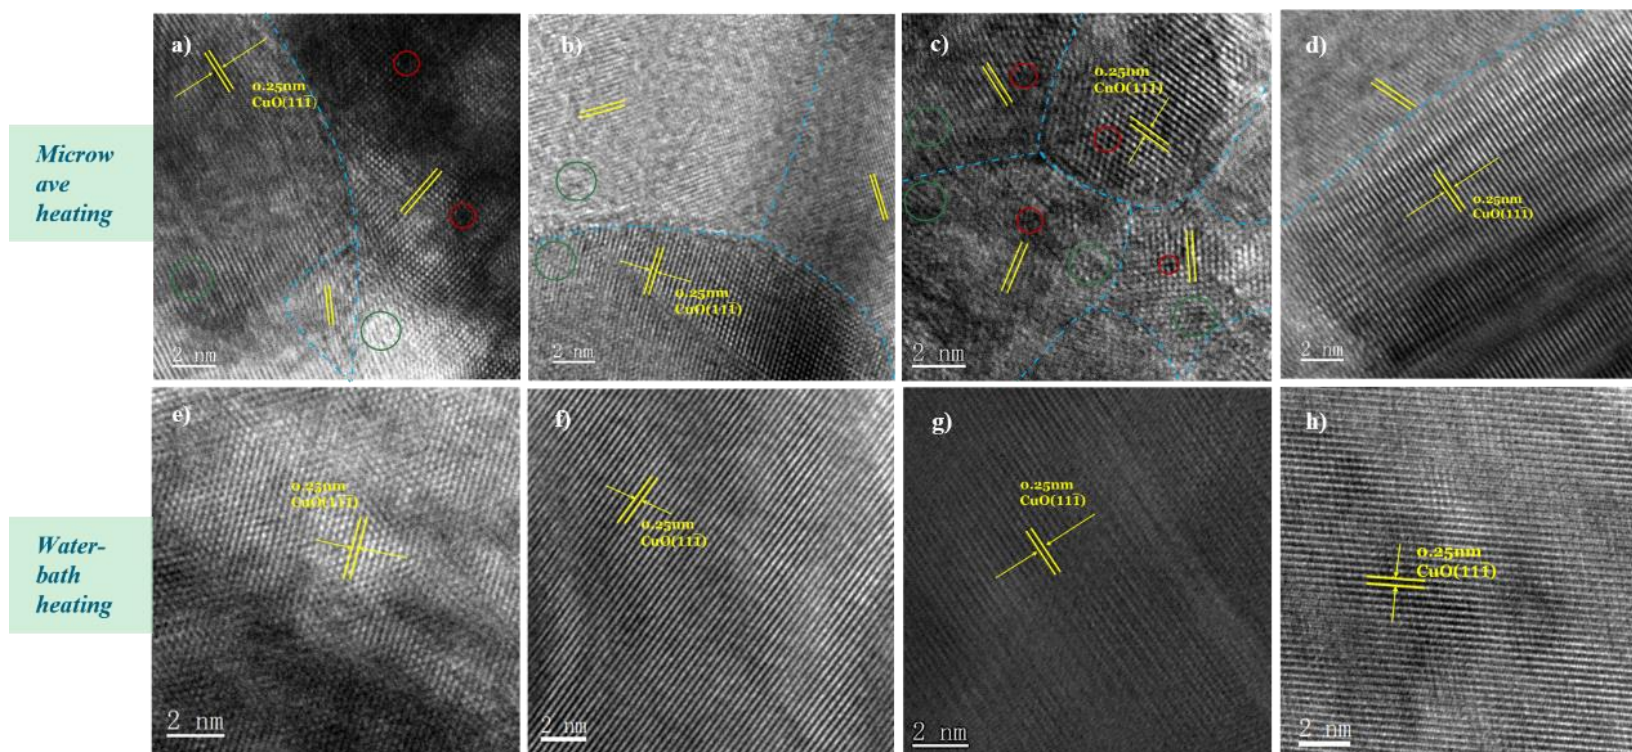 Microw
ave
heating
a)
0.25nm
CuO(111̄)
2 nm
b)
0.25nm
CuO(111̄)
2 nm
c)
0.25nm
CuO(111̄)
2 nm
d)
0.25nm
CuO(111̄)
2 nm
Water-
bath
heating
e)
0.25nm
CuO(111̄)
2 nm
f)
0.25nm
CuO(111̄)
2 nm
g)
0.25nm
CuO(111̄)
2 nm
h)
0.25nm
CuO(111̄)
2 nm